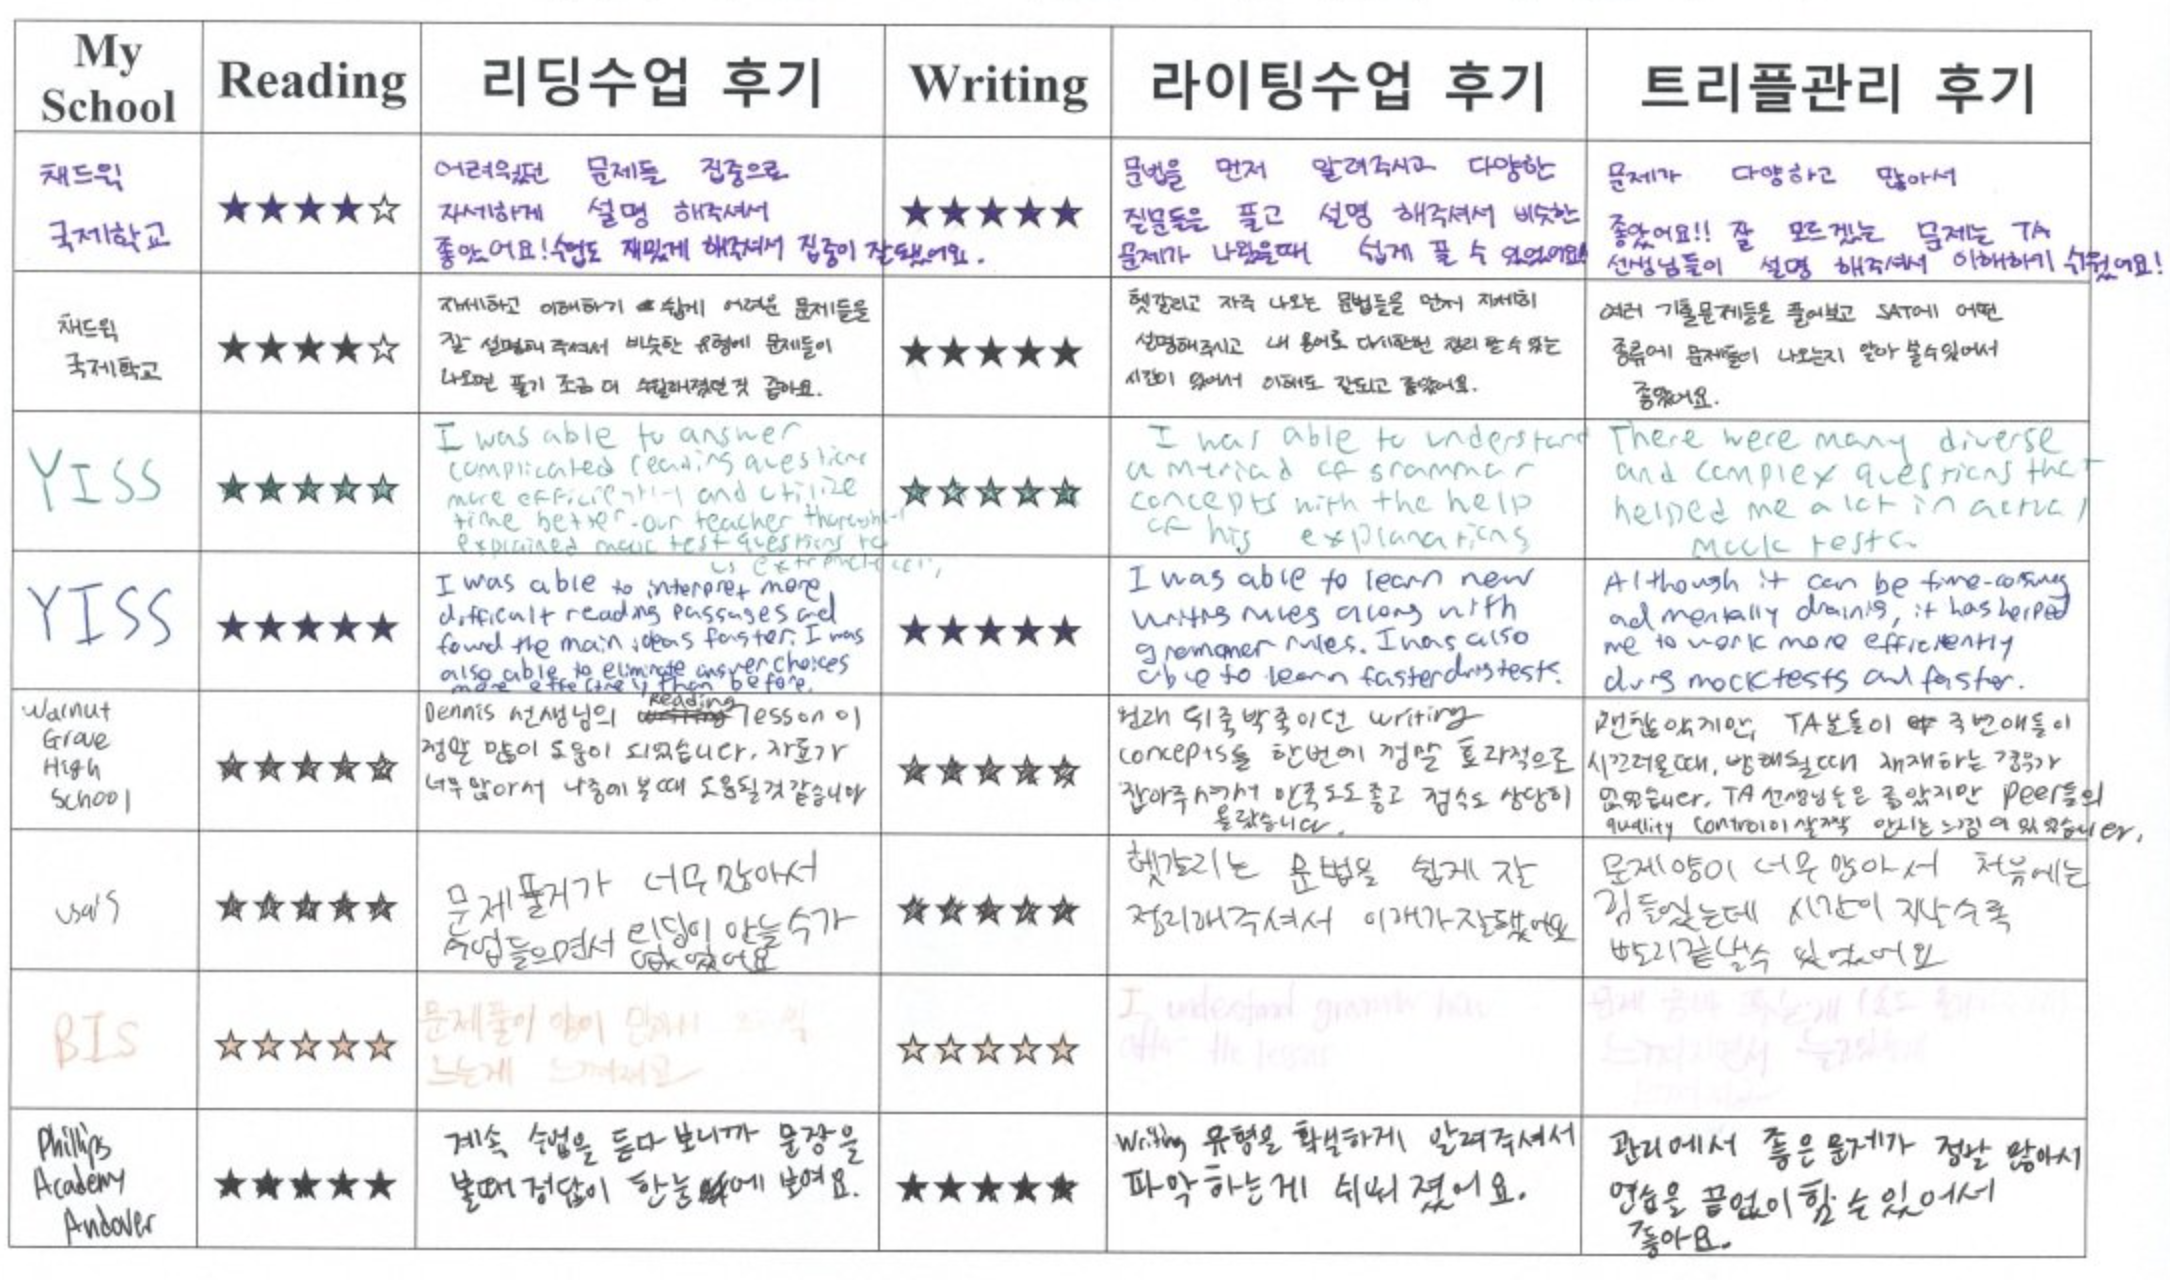 My School
Reading
리딩수업 후기
Writing
라이팅수업 후기
트리플관리 후기
채드윅
국제학교
★★★★☆
어려웠던 문제들 집중으로
자세하게 설명 해주셔서
좋았어요! 수업도 재밌게 해주셔서 집중이 잘됐어요.
★★★★★
문법을 먼저 알려주시고 다양한
질문들은 풀고 설명 해주셔서 비슷한
문제가 나왔을때 쉽게 풀 수 있었어요!
문제가 다양하고 많아서
좋았어요!! 잘 모르겠는 문제는 TA
선생님들이 설명 해주셔서 이해하기 쉬웠어요!
채드윅
국제학교
★★★★☆
자세하고 이해하기 쉽게 어려운 문제들을
잘 설명해 주셔서 비슷한 유형에 문제들이
나오면 풀기 조금 더 수월해졌던 것 같아요.
★★★★★
헷갈리고 자주 나오는 문법들을 먼저 자세히
설명해주시고 내 용어로 다시한번 정리 할 수 있는
시간이 있어서 이해도 잘되고 좋았어요.
여러 기출문제들을 풀어보고 SAT에 어떤
종류에 문제들이 나오는지 알아 볼수있어서
좋았어요.
YISS
★★★★★
I was able to answer
complicated reading questions
more efficiently and utilize
time better. our teacher
explained mock test questions to
us
★★★★★
I was able to understand
a meriad of grammar
concepts with the help
of his explanations
There were many diverse
and complex questions that
helped me a lot in actual
mock tests.
YISS
★★★★★
I was able to interpret more
difficult reading passages and
found the main ideas faster. I was
also able to eliminate answer choices
more effectively than before.
★★★★★
I was able to learn new
writing rules along with
grammer rules. I was also
able to learn faster during tests.
Although it can be time-consuming
and mentally draining, it has helped
me to work more efficiently
during mock tests and faster.
Walnut
Grove
High
School
★★★★★
Dennis 선생님의 Reading lesson이
정말 많이 도움이 되었습니다. 자료가
너무 많아서 나중에 볼때 도움될것 같습니다
★★★★★
원래 뒤죽박죽이던 writing
concepts를 한번에 정말 효과적으로
잡아주셔서 만족도도 좋고 점수도 상당히
올랐습니다.
괜찮았지만, TA분들이 주변애들이
시끄러울때, 방해될때 제재하는 경우가
없었습니다. TA 선생님들은 좋았지만 peer들의
quality control이 살짝 안되는 느낌이 있었습니다.
usais
★★★★★
문제풀거가 너무많아서
수업들으면서 리딩이 안늘수가
없었어요
★★★★★
헷갈리는 문법을 쉽게 잘
정리해주셔서 이해가잘됐어요
문제양이 너무 많아서 처음에는
힘들었는데 시간이 지날수록
빨리끝낼수 있었어요
BIS
☆☆☆☆☆
문제풀이 양이 많아서
느는게 느껴지고
☆☆☆☆☆
I understand grammar
after the lesson
문제
느껴지면서
Phillips
Academy
Andover
★★★★★
계속 수업을 듣다 보니까 문장을
볼때 정답이 한눈에 보여요.
★★★★★
Writing 유형을 확실하게 알려주셔서
파악하는게 쉬워졌어요.
관리에서 좋은 문제가 정말 많아서
연습을 끝없이 할 수 있어서
좋아요.